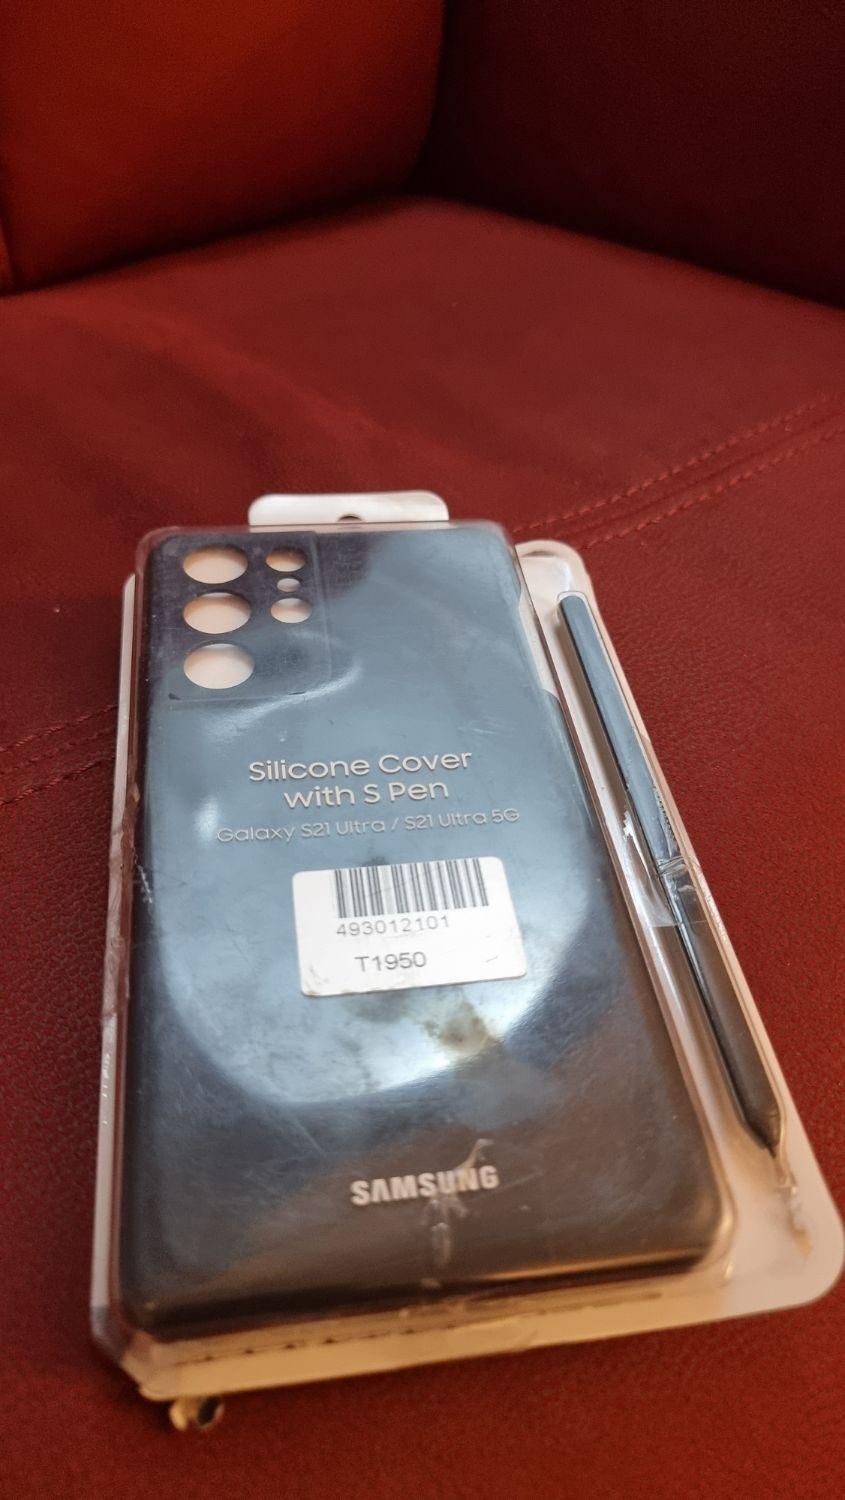 Silicone Cover
with S Pen
Galaxy S21 Ultra / S21 Ultra 5G
493012101
T1950
SAMSUNG